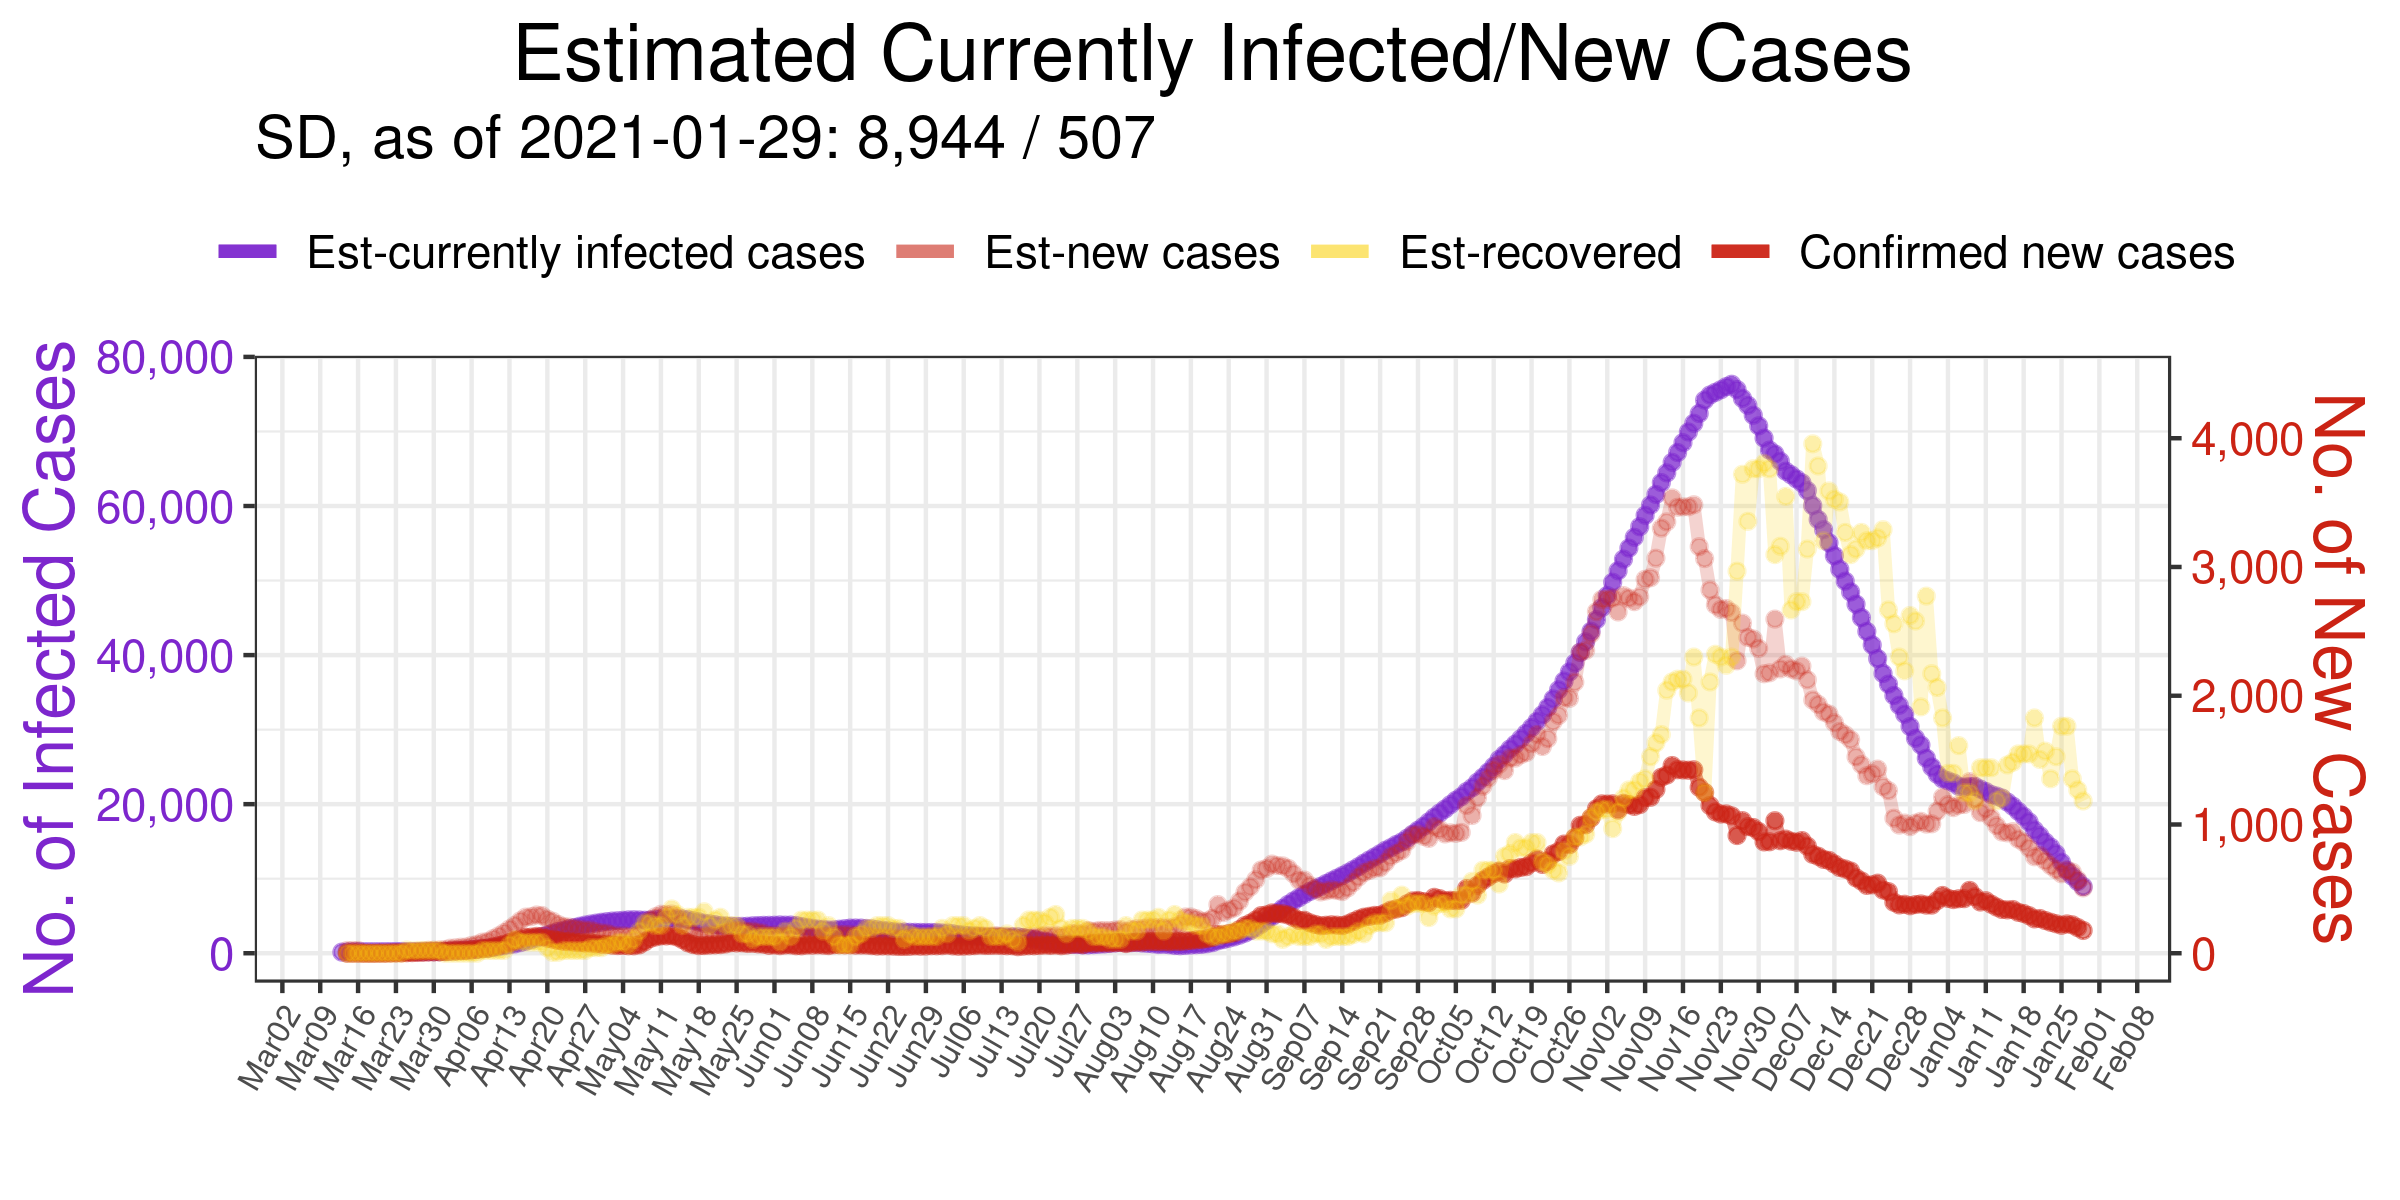 Estimated Currently Infected/New Cases
SD, as of 2021-01-29: 8,944 / 507
Est-currently infected cases Est-new cases Est-recovered Confirmed new cases
No. of Infected Cases
80,000
60,000
40,000
20,000
0
No. of New Cases
4,000
3,000
2,000
1,000
0
Mar02 Mar09 Mar16 Mar23 Mar30 Apr06 Apr13 Apr20 Apr27 May04 May11 May18 May25 Jun01 Jun08 Jun15 Jun22 Jun29 Jul06 Jul13 Jul20 Jul27 Aug03 Aug10 Aug17 Aug24 Aug31 Sep07 Sep14 Sep21 Sep28 Oct05 Oct12 Oct19 Oct26 Nov02 Nov09 Nov16 Nov23 Nov30 Dec07 Dec14 Dec21 Dec28 Jan04 Jan11 Jan18 Jan25 Feb01 Feb08